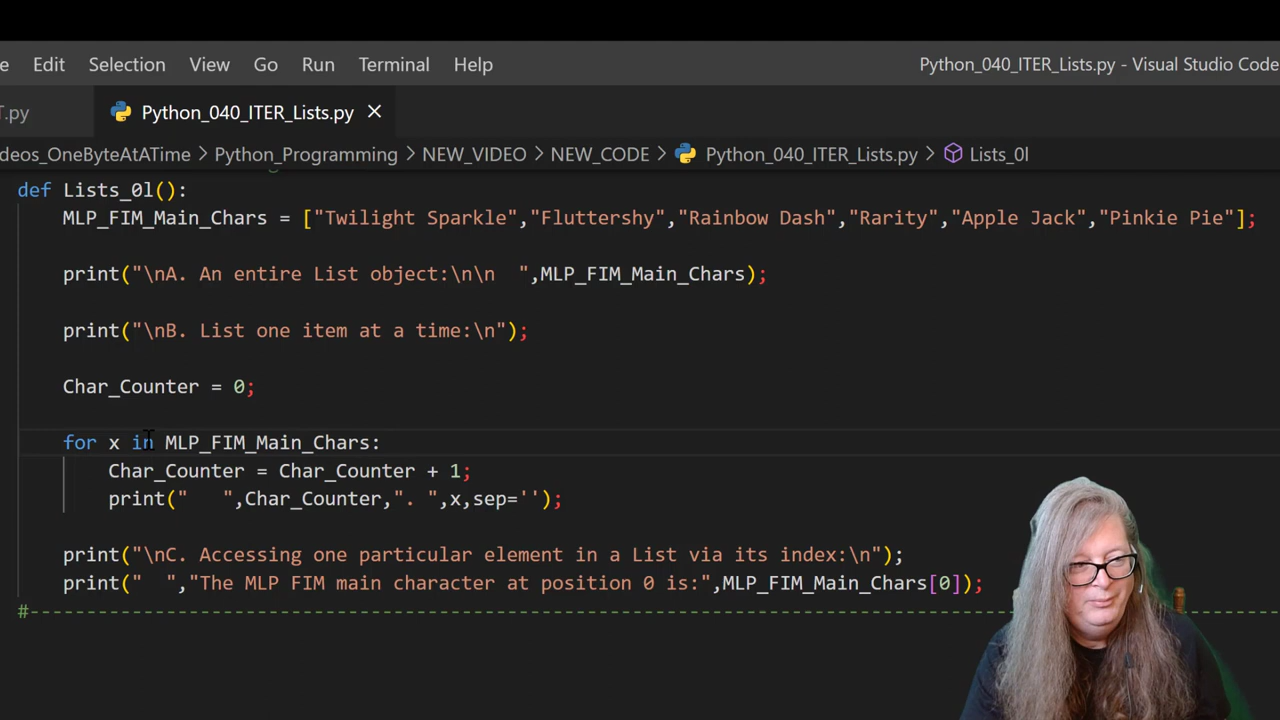 e Edit Selection View Go Run Terminal Help Python_040_ITER_Lists.py - Visual Studio Code
T.py Python_040_ITER_Lists.py ×
deos_OneByteAtATime > Python_Programming > NEW_VIDEO > NEW_CODE > Python_040_ITER_Lists.py > Lists_0l
def Lists_0l():
MLP_FIM_Main_Chars = ["Twilight Sparkle","Fluttershy","Rainbow Dash","Rarity","Apple Jack","Pinkie Pie"];
print("\nA. An entire List object:\n\n  ",MLP_FIM_Main_Chars);
print("\nB. List one item at a time:\n");
Char_Counter = 0;
for x in MLP_FIM_Main_Chars:
Char_Counter = Char_Counter + 1;
print("   ",Char_Counter,". ",x,sep='');
print("\nC. Accessing one particular element in a List via its index:\n");
print("  ","The MLP FIM main character at position 0 is:",MLP_FIM_Main_Chars[0]);
#---------------------------------------------------------------------------------------------------------------